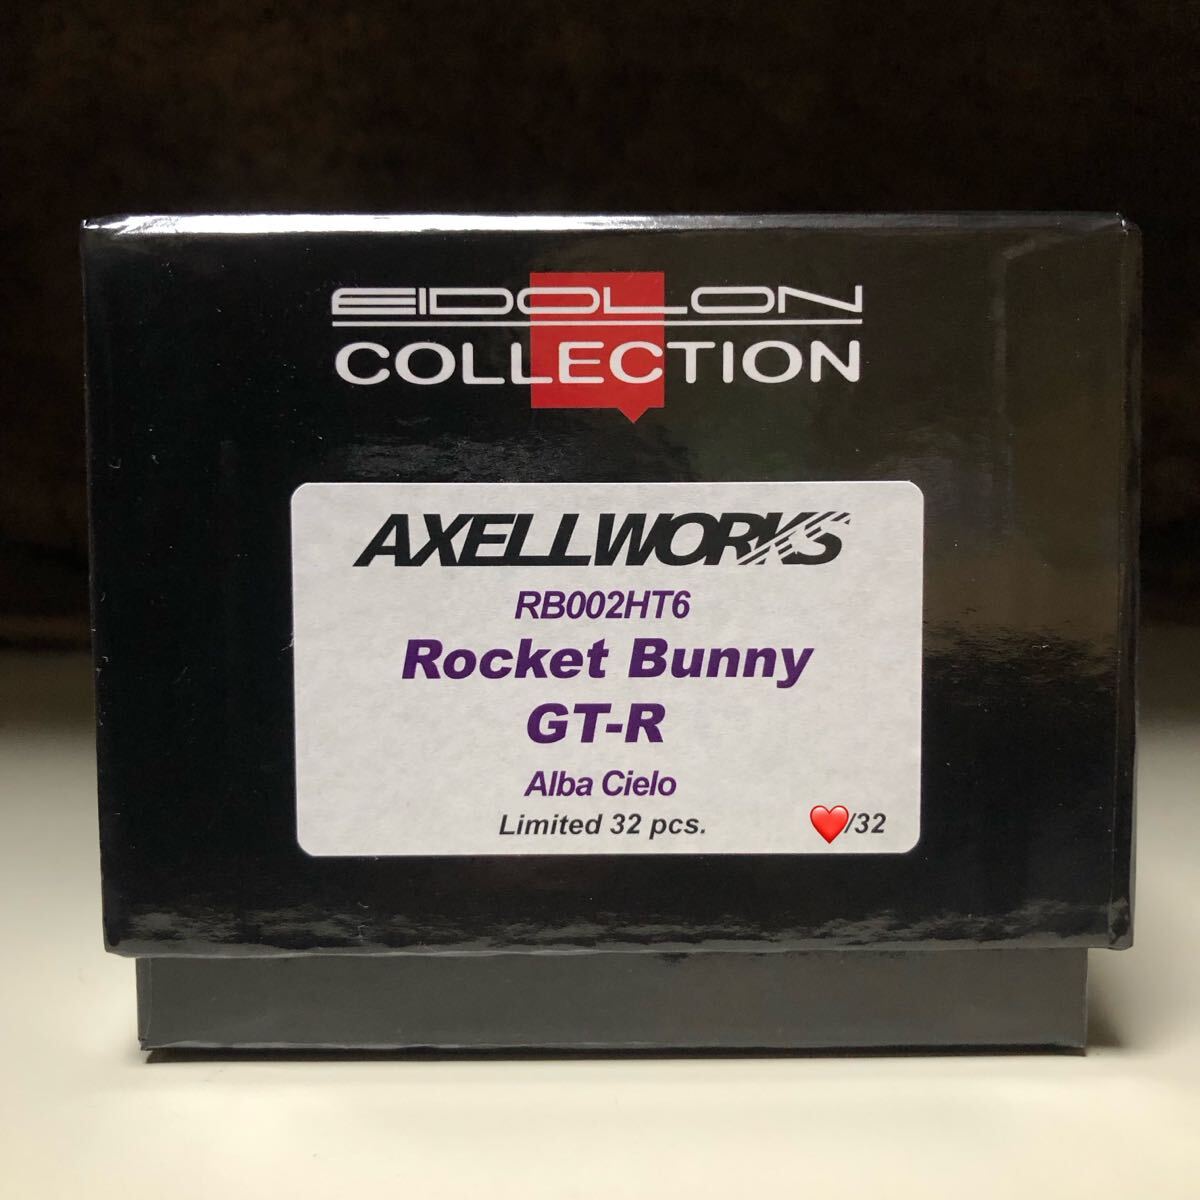 EIDOLON
COLLECTION
AXELLWORKS
RB002HT6
Rocket Bunny
GT-R
Alba Cielo
Limited 32 pcs.
❤️/32